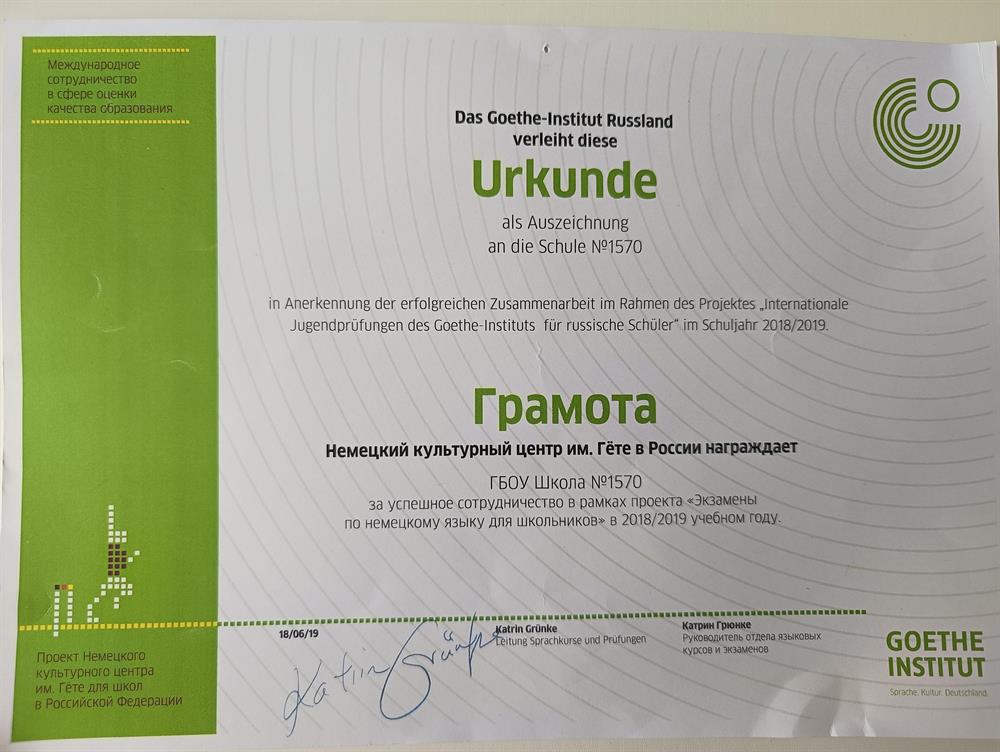 Международное
сотрудничество
в сфере оценки
качества образования
Das Goethe-Institut Russland
verleiht diese
Urkunde
als Auszeichnung
an die Schule №1570
in Anerkennung der erfolgreichen Zusammenarbeit im Rahmen des Projektes „Internationale
Jugendprüfungen des Goethe-Instituts für russische Schüler“ im Schuljahr 2018/2019.
Грамота
Немецкий культурный центр им. Гёте в России награждает
ГБОУ Школа №1570
за успешное сотрудничество в рамках проекта «Экзамены
по немецкому языку для школьников» в 2018/2019 учебном году.
18/06/19
Katrin Grünke
Katrin Grünke
Leitung Sprachkurse und Prüfungen
Катрин Грюнке
Руководитель отдела языковых
курсов и экзаменов
Проект Немецкого
культурного центра
им. Гёте для школ
в Российской Федерации
GOETHE
INSTITUT
Sprache. Kultur. Deutschland.